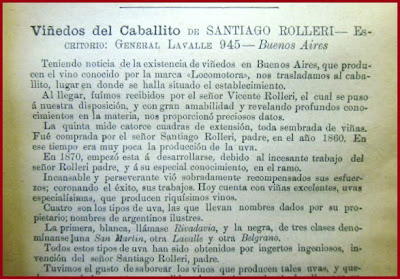 Viñedos del Caballito DE SANTIAGO ROLLERI—Es-
CRITORIO: GENERAL LAVALLE 945—Buenos Aires
Teniendo noticia de la existencia de viñedos en Buenos Aires, que produ-
cen el vino conocido por la marca «Locomotora», nos trasladamos al caba-
llito, lugar en donde se halla situado el establecimiento.
Al llegar, fuimos recibidos por el señor Vicente Rolleri, el cual se puso
á nuestra disposición, y con gran amabilidad y revelando profundos cono-
cimientos en la materia, nos proporcionó preciosos datos.
La quinta mide catorce cuadras de extensión, toda sembrada de viñas.
Fué comprada por el señor Santiago Rolleri, padre, en el año 1860. En
ese tiempo era muy poca la producción de la uva.
En 1870, empezó esta á desarrollarse, debido al incesante trabajo del
señor Rolleri padre, y á su especial conocimiento, en el ramo.
Incansable y perseverante vió sobradamente recompensados sus esfuer-
zos; coronando el éxito, sus trabajos. Hoy cuenta con viñas excelentes, uvas
especialísimas, que producen riquísimos vinos.
Cuatro son los tipos de uva, las que llevan nombres dados por su pro-
pietario; nombres de argentinos ilustres.
La primera, blanca, llámase Rivadavia, y la negra, de tres clases deno-
mínanse Juna San Martin, otra Lavalle y otra Belgrano.
Todos estos tipos de uva han sido obtenidos por ingertos ingeniosos, in-
vención del señor Santiago Rolleri, padre.
Tuvimos el gusto de saborear los vinos que producen tales uvas, y que-